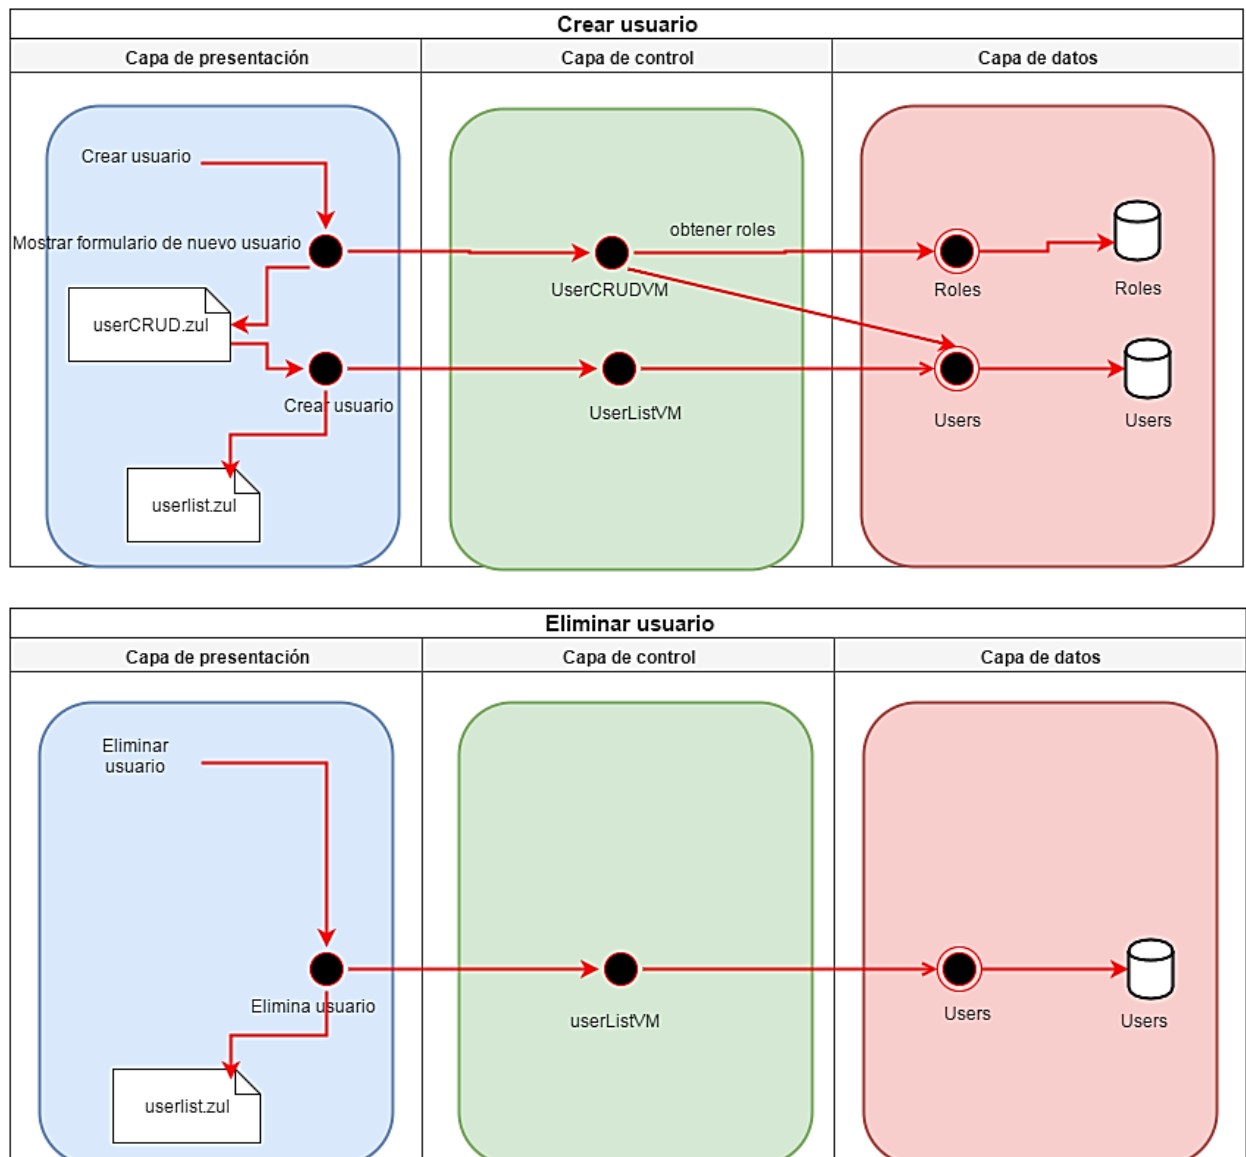 Crear usuario
Capa de presentación
Capa de control
Capa de datos
Crear usuario
Mostrar formulario de nuevo usuario
obtener roles
UserCRUDVM
Roles
Roles
userCRUD.zul
Crear usuario
UserListVM
Users
Users
userlist.zul
Eliminar usuario
Capa de presentación
Capa de control
Capa de datos
Eliminar
usuario
Elimina usuario
userListVM
Users
Users
userlist.zul